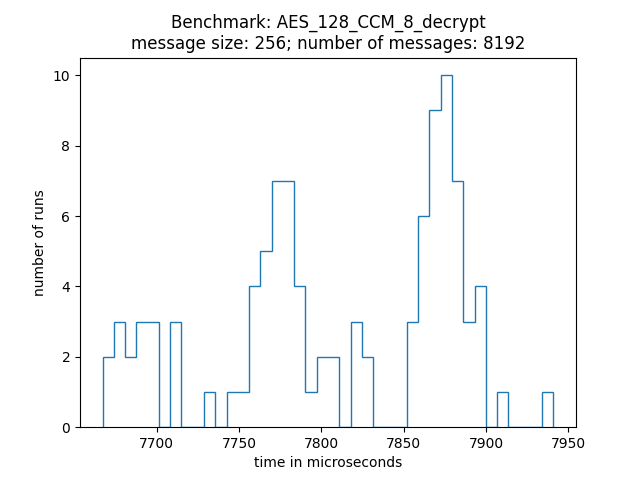 Benchmark: AES_128_CCM_8_decrypt
message size: 256; number of messages: 8192
10
8
6
4
2
0
number of runs
7700 7750 7800 7850 7900 7950
time in microseconds